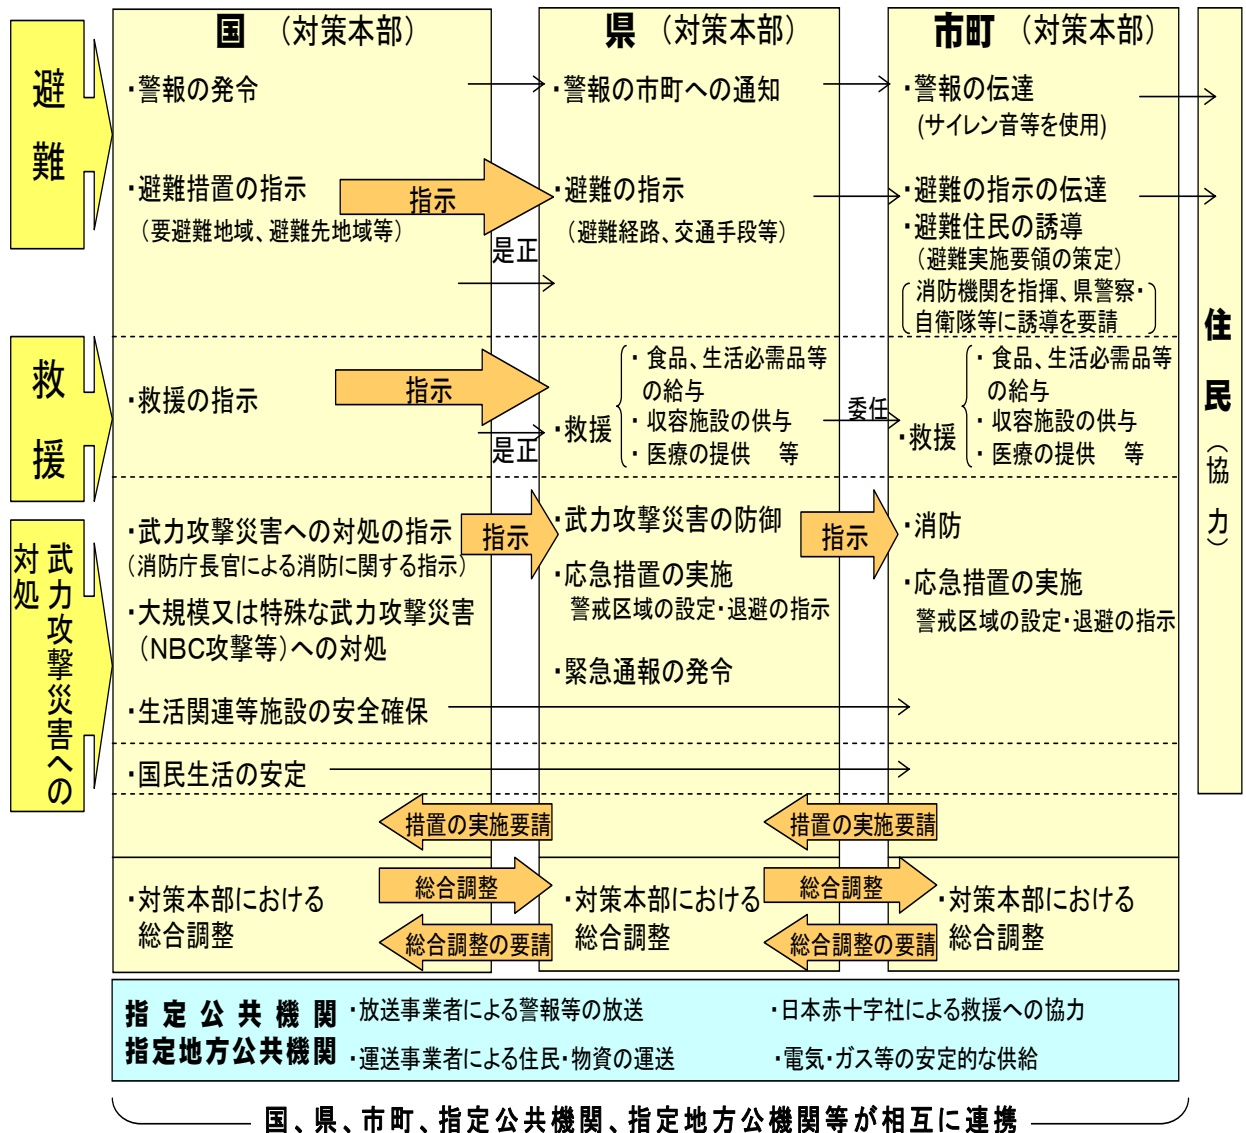 国（対策本部）
県（対策本部）
市町（対策本部）
避難
・警報の発令
・警報の市町への通知
・警報の伝達
(サイレン音等を使用)
・避難措置の指示
（要避難地域、避難先地域等）
指示
是正
・避難の指示
（避難経路、交通手段等）
・避難の指示の伝達
・避難住民の誘導
（避難実施要領の策定）
消防機関を指揮、県警察・
自衛隊等に誘導を要請
救援
・救援の指示
指示
是正
・救援
・食品、生活必需品等
の給与
・収容施設の供与
・医療の提供　等
委任
・救援
・食品、生活必需品等
の給与
・収容施設の供与
・医療の提供　等
武力攻撃災害への
対処
・武力攻撃災害への対処の指示
（消防庁長官による消防に関する指示）
・大規模又は特殊な武力攻撃災害
（NBC攻撃等）への対処
・生活関連等施設の安全確保
指示
・武力攻撃災害の防御
・応急措置の実施
警戒区域の設定・退避の指示
・緊急通報の発令
指示
・消防
・応急措置の実施
警戒区域の設定・退避の指示
・国民生活の安定
措置の実施要請
措置の実施要請
・対策本部における
総合調整
総合調整
総合調整の要請
・対策本部における
総合調整
総合調整
総合調整の要請
・対策本部における
総合調整
住民（協力）
指定公共機関
指定地方公共機関
・放送事業者による警報等の放送
・日本赤十字社による救援への協力
・運送事業者による住民・物資の運送
・電気・ガス等の安定的な供給
国、県、市町、指定公共機関、指定地方公機関等が相互に連携